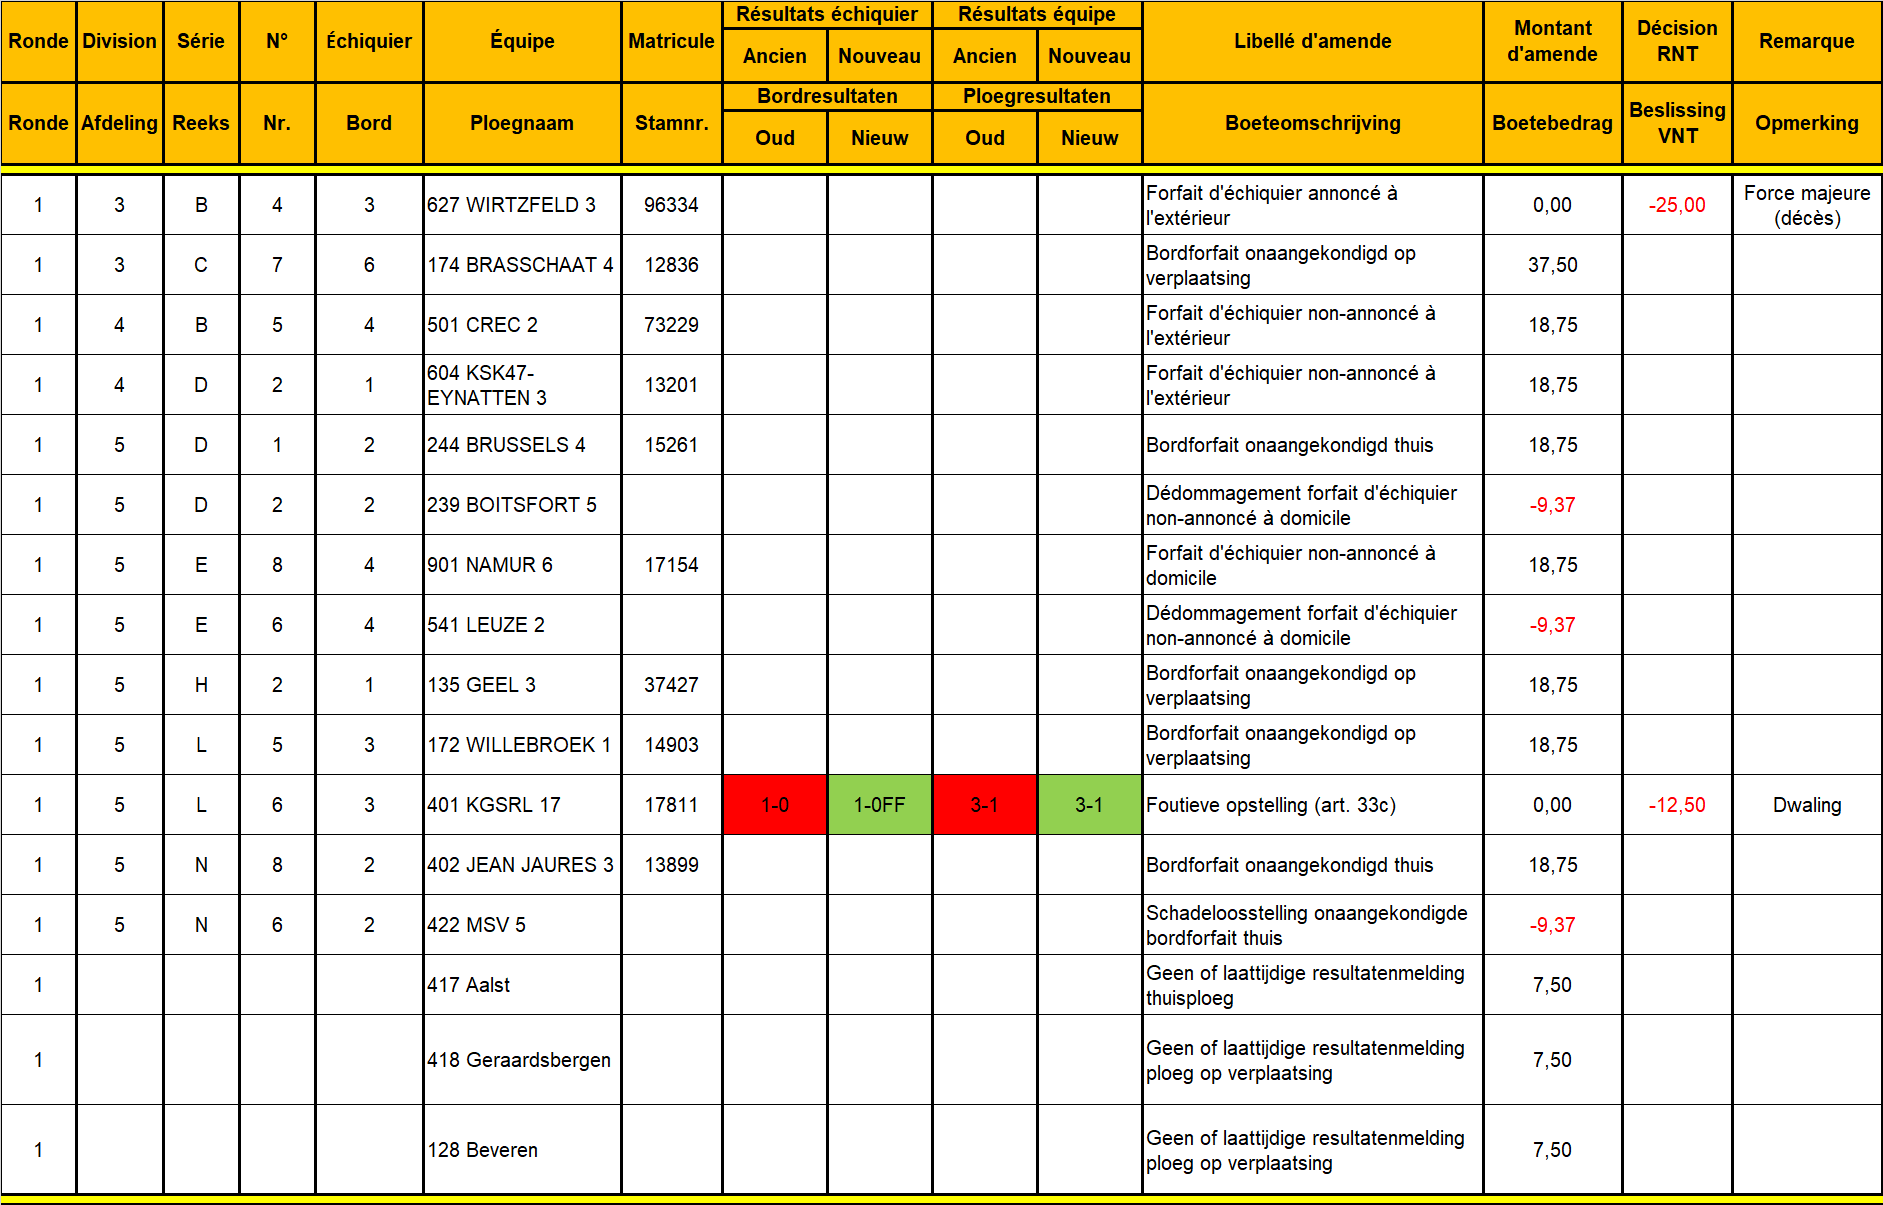 Ronde Division Série N° Échiquier Équipe Matricule Résultats échiquier Résultats équipe Libellé d'amende Montant d'amende Décision RNT Remarque
Ancien Nouveau Ancien Nouveau
Ronde Afdeling Reeks Nr. Bord Ploegnaam Stamnr. Bordresultaten Ploegresultaten Boeteomschrijving Boetebedrag Beslissing VNT Opmerking
Oud Nieuw Oud Nieuw
1 3 B 4 3 627 WIRTZFELD 3 96334 Forfait d'échiquier annoncé à l'extérieur 0,00 -25,00 Force majeure (décès)
1 3 C 7 6 174 BRASSCHAAT 4 12836 Bordforfait onaangekondigd op verplaatsing 37,50
1 4 B 5 4 501 CREC 2 73229 Forfait d'échiquier non-annoncé à l'extérieur 18,75
1 4 D 2 1 604 KSK47-EYNATTEN 3 13201 Forfait d'échiquier non-annoncé à l'extérieur 18,75
1 5 D 1 2 244 BRUSSELS 4 15261 Bordforfait onaangekondigd thuis 18,75
1 5 D 2 2 239 BOITSFORT 5 Dédommagement forfait d'échiquier non-annoncé à domicile -9,37
1 5 E 8 4 901 NAMUR 6 17154 Forfait d'échiquier non-annoncé à domicile 18,75
1 5 E 6 4 541 LEUZE 2 Dédommagement forfait d'échiquier non-annoncé à domicile -9,37
1 5 H 2 1 135 GEEL 3 37427 Bordforfait onaangekondigd op verplaatsing 18,75
1 5 L 5 3 172 WILLEBROEK 1 14903 Bordforfait onaangekondigd op verplaatsing 18,75
1 5 L 6 3 401 KGSRL 17 17811 1-0 1-0FF 3-1 3-1 Foutieve opstelling (art. 33c) 0,00 -12,50 Dwaling
1 5 N 8 2 402 JEAN JAURES 3 13899 Bordforfait onaangekondigd thuis 18,75
1 5 N 6 2 422 MSV 5 Schadeloosstelling onaangekondigde bordforfait thuis -9,37
1 417 Aalst Geen of laattijdige resultatenmelding thuisploeg 7,50
1 418 Geraardsbergen Geen of laattijdige resultatenmelding ploeg op verplaatsing 7,50
1 128 Beveren Geen of laattijdige resultatenmelding ploeg op verplaatsing 7,50